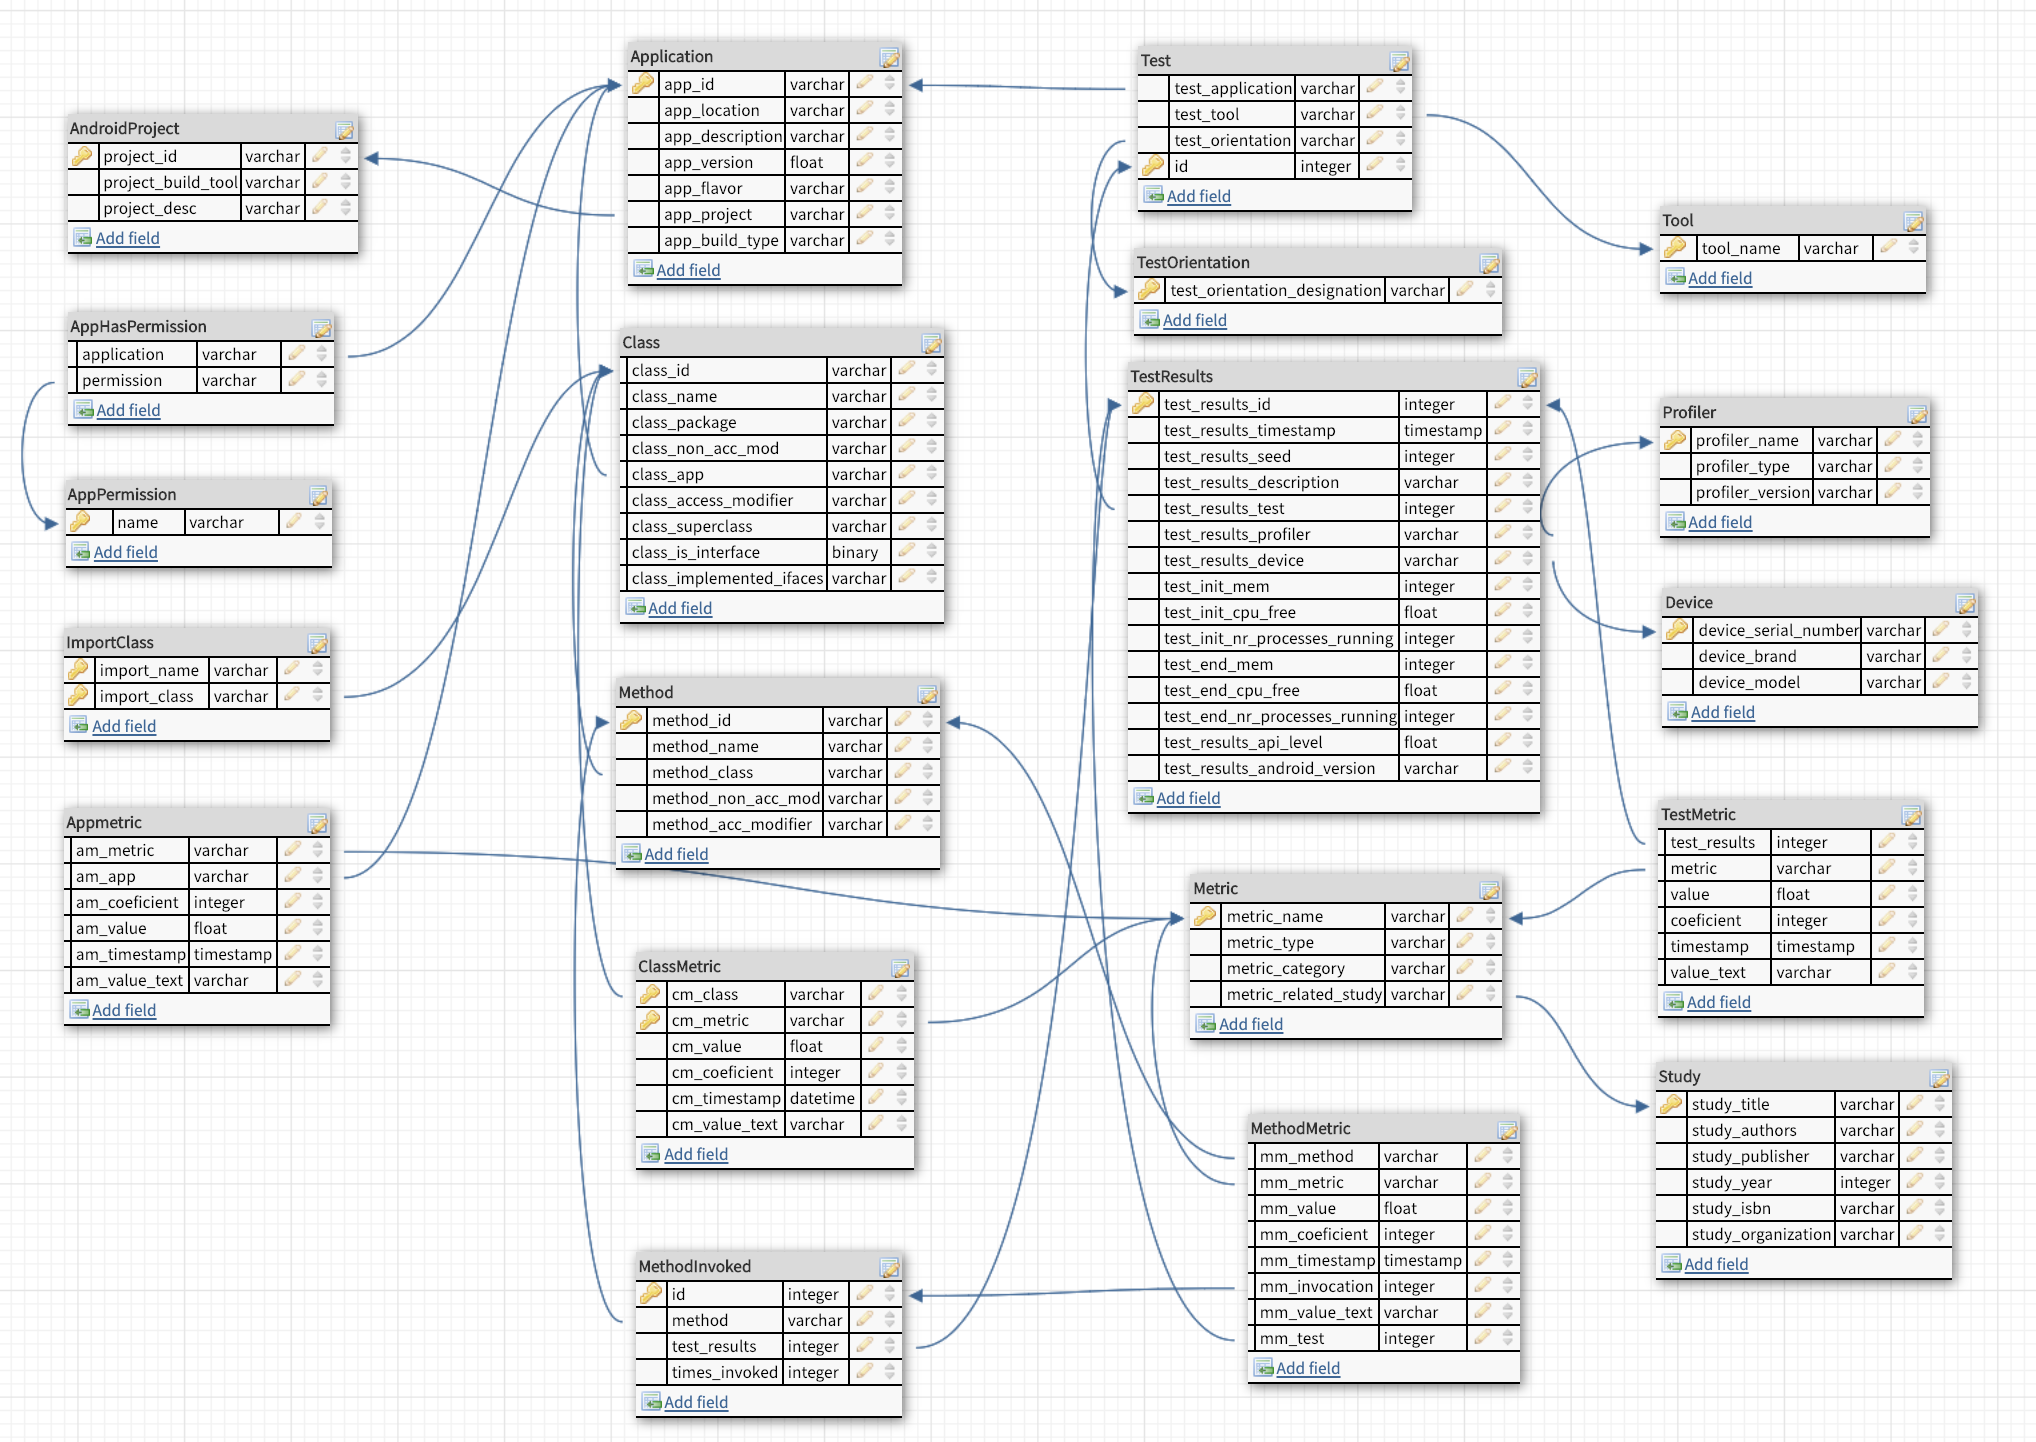 Application
app_id varchar
app_location varchar
app_description varchar
app_version float
app_flavor varchar
app_project varchar
app_build_type varchar
Add field
Test
test_application varchar
test_tool varchar
test_orientation varchar
id integer
Add field
AndroidProject
project_id varchar
project_build_tool varchar
project_desc varchar
Add field
Tool
tool_name varchar
Add field
TestOrientation
test_orientation_designation varchar
Add field
AppHasPermission
application varchar
permission varchar
Add field
Class
class_id varchar
class_name varchar
class_package varchar
class_non_acc_mod varchar
class_app varchar
class_access_modifier varchar
class_superclass varchar
class_is_interface binary
class_implemented_ifaces varchar
Add field
TestResults
test_results_id integer
test_results_timestamp timestamp
test_results_seed integer
test_results_description varchar
test_results_test integer
test_results_profiler varchar
test_results_device varchar
test_init_mem integer
test_init_cpu_free float
test_init_nr_processes_running integer
test_end_mem integer
test_end_cpu_free float
test_end_nr_processes_running integer
test_results_api_level float
test_results_android_version varchar
Add field
Profiler
profiler_name varchar
profiler_type varchar
profiler_version varchar
Add field
AppPermission
name varchar
Add field
Device
device_serial_number varchar
device_brand varchar
device_model varchar
Add field
ImportClass
import_name varchar
import_class varchar
Add field
Method
method_id varchar
method_name varchar
method_class varchar
method_non_acc_mod varchar
method_acc_modifier varchar
Add field
Appmetric
am_metric varchar
am_app varchar
am_coeficient integer
am_value float
am_timestamp timestamp
am_value_text varchar
Add field
TestMetric
test_results integer
metric varchar
value float
coeficient integer
timestamp timestamp
value_text varchar
Add field
Metric
metric_name varchar
metric_type varchar
metric_category varchar
metric_related_study varchar
Add field
ClassMetric
cm_class varchar
cm_metric varchar
cm_value float
cm_coeficient integer
cm_timestamp datetime
cm_value_text varchar
Add field
Study
study_title varchar
study_authors varchar
study_publisher varchar
study_year integer
study_isbn varchar
study_organization varchar
Add field
MethodMetric
mm_method varchar
mm_metric varchar
mm_value float
mm_coeficient integer
mm_timestamp timestamp
mm_invocation integer
mm_value_text varchar
mm_test integer
Add field
MethodInvoked
id integer
method varchar
test_results integer
times_invoked integer
Add field